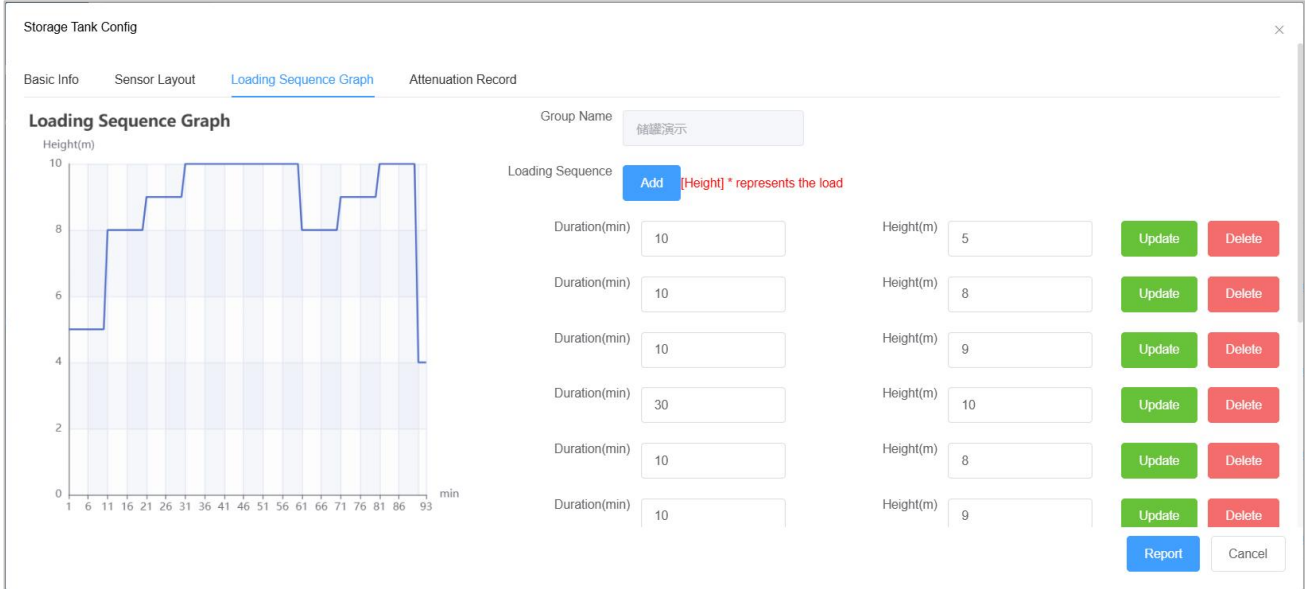 Storage Tank Config
×
Basic Info Sensor Layout Loading Sequence Graph Attenuation Record
Loading Sequence Graph
Height(m)
10
8
6
4
2
0
1 6 11 16 21 26 31 36 41 46 51 56 61 66 71 76 81 86 93
min
Group Name 储罐演示
Loading Sequence Add [Height] * represents the load
Duration(min) 10 Height(m) 5 Update Delete
Duration(min) 10 Height(m) 8 Update Delete
Duration(min) 10 Height(m) 9 Update Delete
Duration(min) 30 Height(m) 10 Update Delete
Duration(min) 10 Height(m) 8 Update Delete
Duration(min) 10 Height(m) 9 Update Delete
Report Cancel